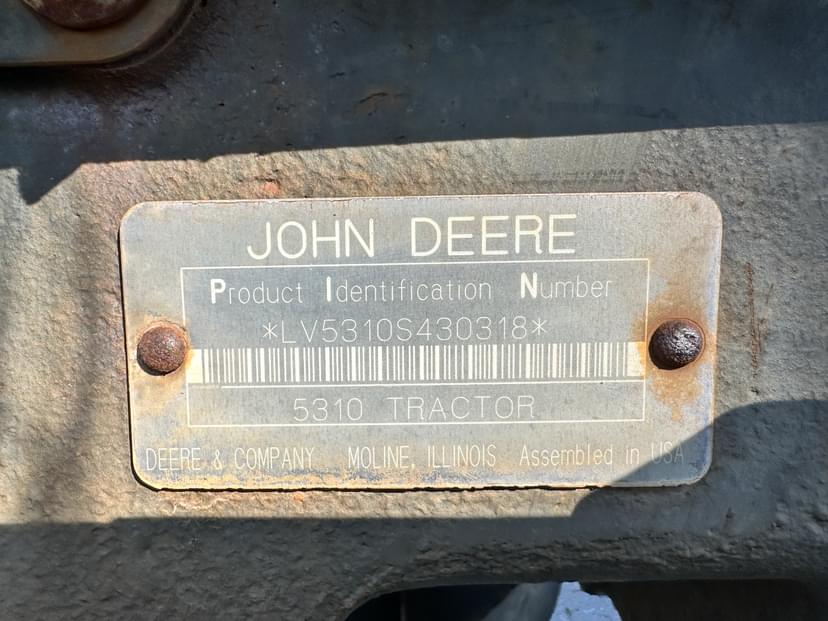 JOHN DEERE
Product Identification Number
*LV5310S430318*
5310 TRACTOR
DEERE & COMPANY MOLINE, ILLINOIS Assembled in USA